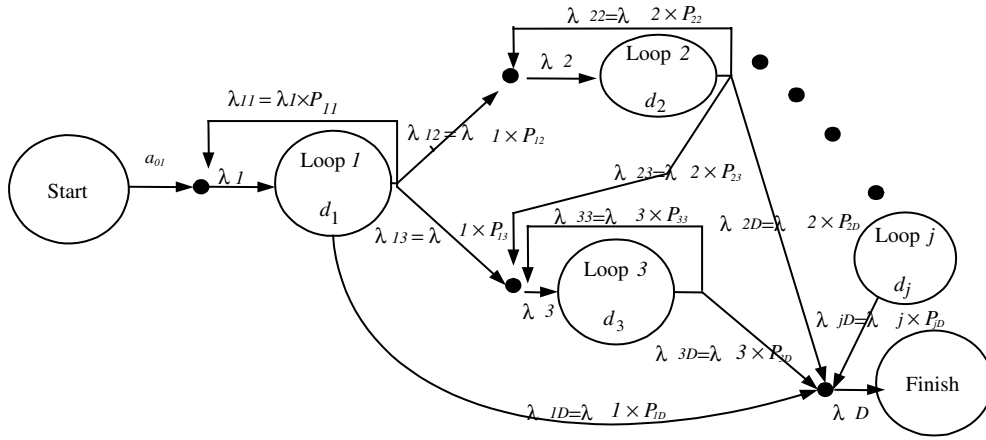 λ 22=λ 2 × P22
Loop 2
λ 2
d2
λ11 = λ1×P11
λ 12 = λ 1 × P12
Loop 1
a01
Start
λ 1
d1
λ 23=λ 2 × P23
λ 13 = λ 1 × P13
λ 33=λ 3 × P33
λ 2D=λ 2 × P2D
Loop j
Loop 3
dj
λ 3
d3
λ jD=λ j × PjD
λ 3D=λ 3 × P3D
Finish
λ 1D=λ 1 × P1D
λ D